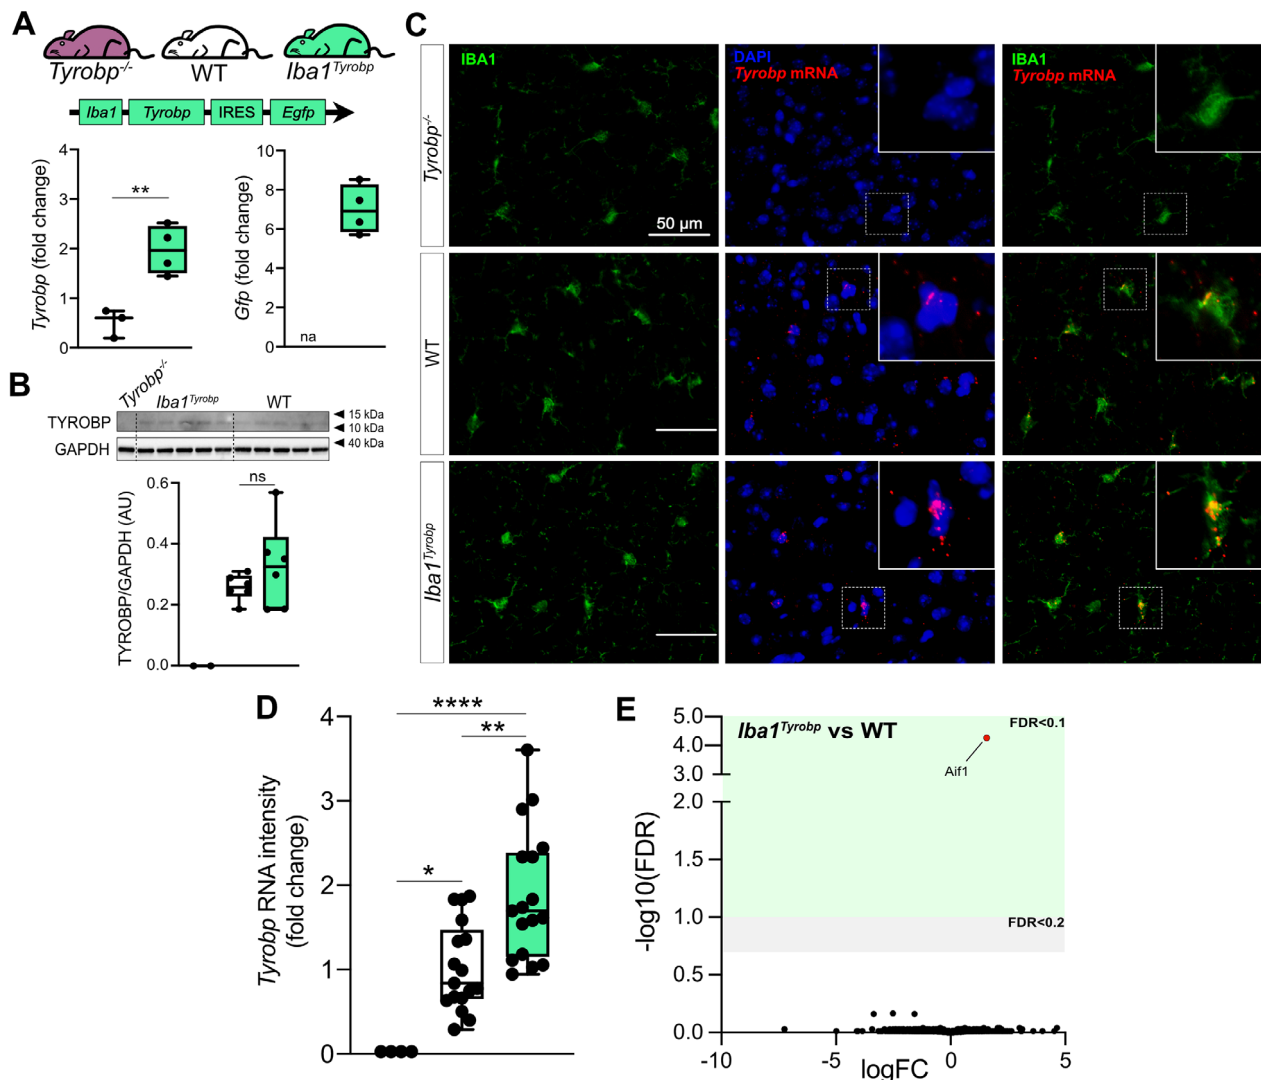 A
Tyrobp-/-
WT
Iba1Tyrobp
Iba1
Tyrobp
IRES
Egfp
Tyrobp (fold change)
4
3
2
1
0
**
Gfp (fold change)
10
8
6
4
2
0
na
B
Tyrobp-/-
Iba1Tyrobp
WT
TYROBP
GAPDH
15 kDa
10 kDa
40 kDa
TYROBP/GAPDH (AU)
0.6
0.4
0.2
0.0
ns
C
Tyrobp-/-
WT
Iba1Tyrobp
IBA1
50 µm
DAPI
Tyrobp mRNA
IBA1
Tyrobp mRNA
D
Tyrobp RNA intensity
(fold change)
4
3
2
1
0
****
**
*
E
Iba1Tyrobp vs WT
FDR<0.1
Aif1
FDR<0.2
-log10(FDR)
5.0
4.0
3.0
2.0
1.5
1.0
0.5
0.0
-10
-5
0
5
logFC